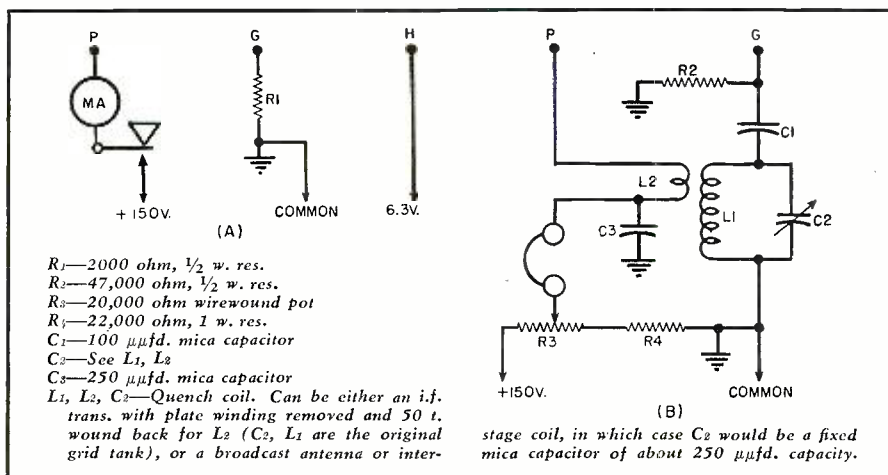 P
G
H
P
G
MA
R1
R2
C1
L2
L1
C2
C3
R3
R4
+150V.
COMMON
6.3V.
(A)
+150V.
COMMON
(B)
R1—2000 ohm, 1/2 w. res.
R2—47,000 ohm, 1/2 w. res.
R3—20,000 ohm wirewound pot
R4—22,000 ohm, 1 w. res.
C1—100 μμfd. mica capacitor
C2—See L1, L2
C3—250 μμfd. mica capacitor
L1, L2, C2—Quench coil. Can be either an i.f.
trans. with plate winding removed and 50 t.
wound back for L2 (C2, L1 are the original
grid tank), or a broadcast antenna or inter-
stage coil, in which case C2 would be a fixed
mica capacitor of about 250 μμfd. capacity.